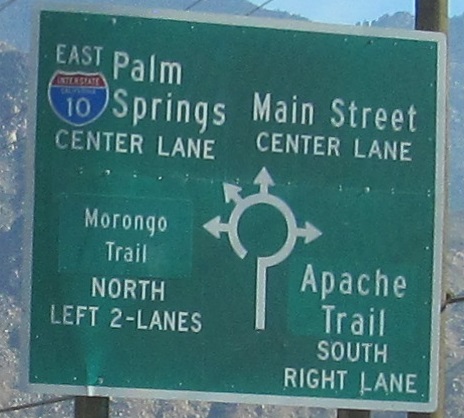 EAST Palm
INTERSTATE
CALIFORNIA
10
Springs
CENTER LANE
Main Street
CENTER LANE
Morongo
Trail
NORTH
LEFT 2-LANES
Apache
Trail
SOUTH
RIGHT LANE